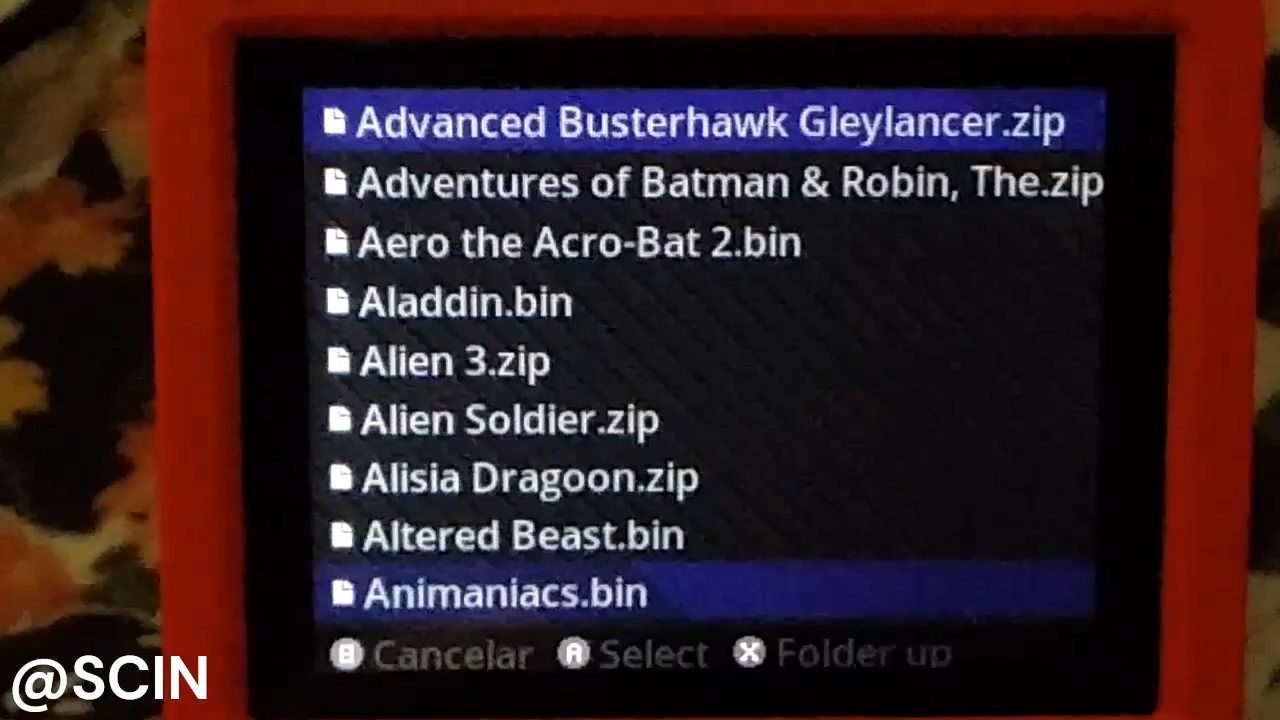 Advanced Busterhawk Gleylancer.zip
Adventures of Batman & Robin, The.zip
Aero the Acro-Bat 2.bin
Aladdin.bin
Alien 3.zip
Alien Soldier.zip
Alisia Dragoon.zip
Altered Beast.bin
Animaniacs.bin
B Cancelar A Select X Folder up
@SCIN